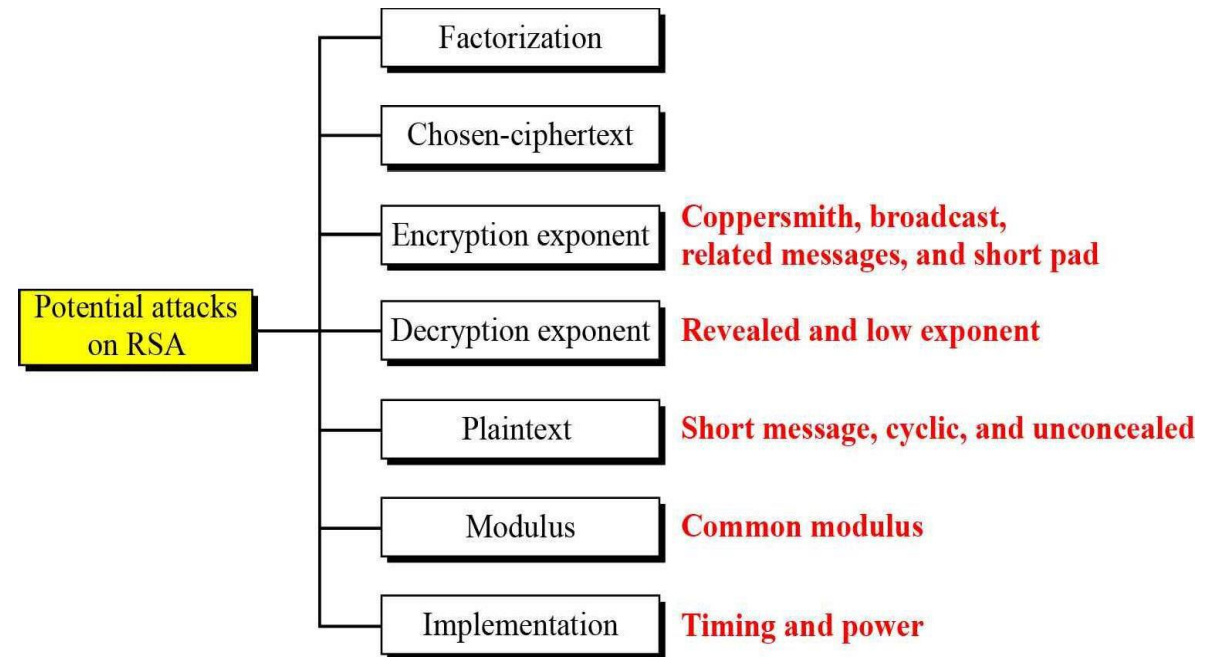 Factorization
Chosen-ciphertext
Encryption exponent
Coppersmith, broadcast,
related messages, and short pad
Potential attacks
on RSA
Decryption exponent
Revealed and low exponent
Plaintext
Short message, cyclic, and unconcealed
Modulus
Common modulus
Implementation
Timing and power